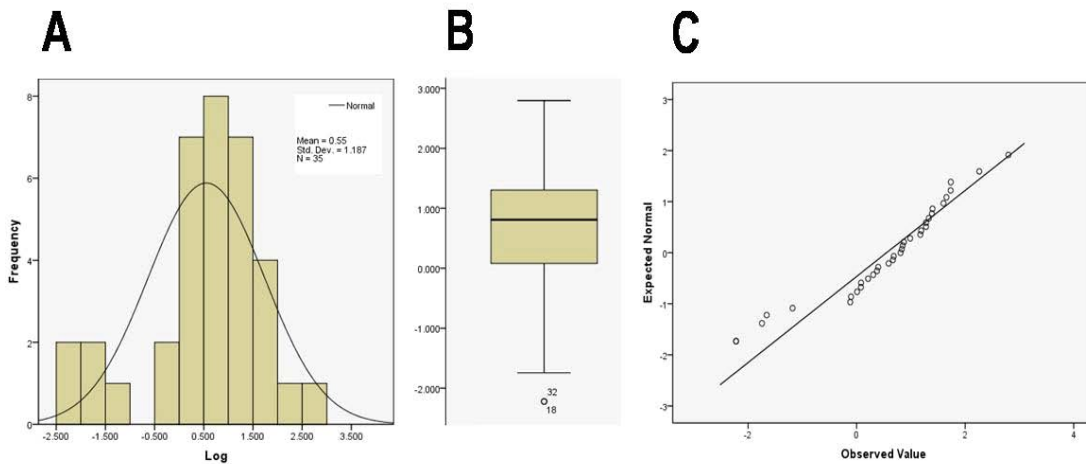 A
B
C
8
6
4
2
0
Normal
Mean = 0.55
Std. Dev. = 1.187
N = 35
-2.500 -1.500 -0.500 0.500 1.500 2.500 3.500
Frequency
Log
3.000
2.000
1.000
0.000
-1.000
-2.000
32
18
3
2
1
0
-1
-2
-3
-2 0 2 4
Expected Normal
Observed Value